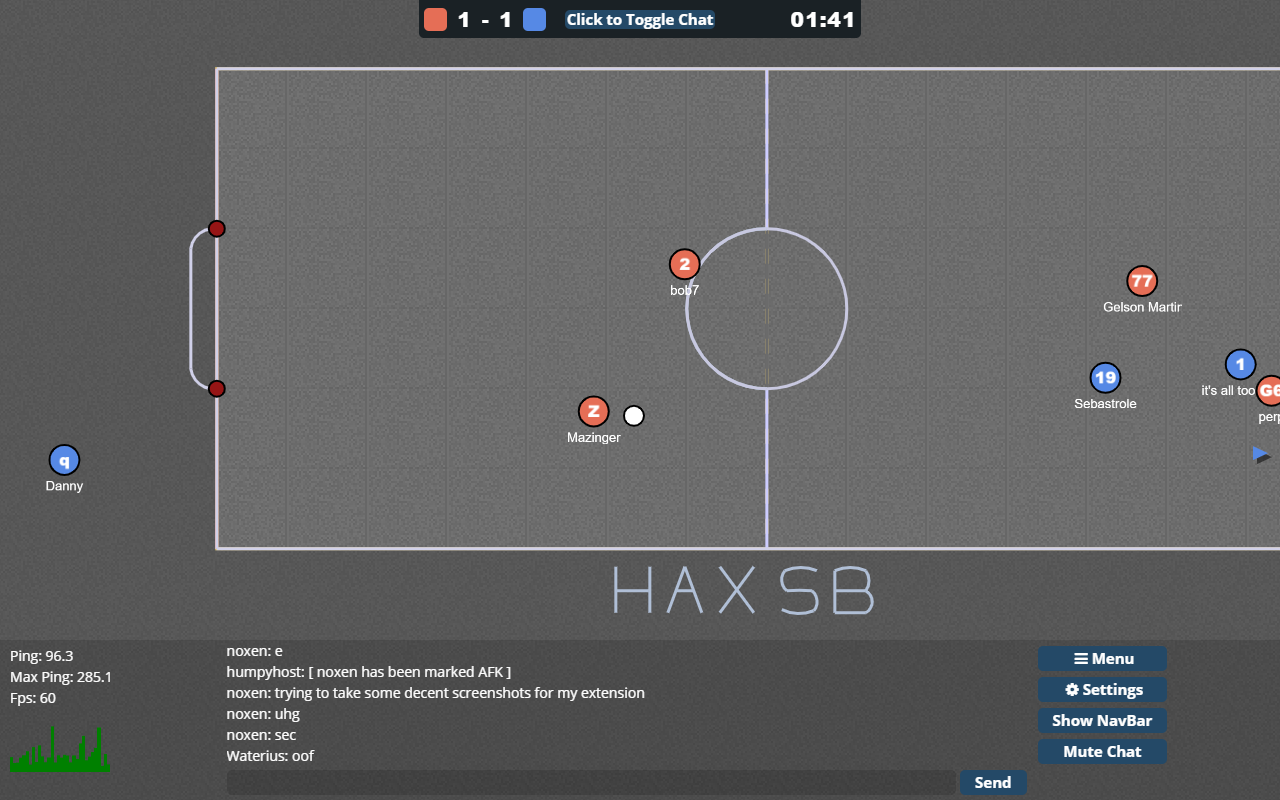 1 - 1 Click to Toggle Chat 01:41
2
bob7
77
Gelson Martir
1
19
it's all too
G6
Sebastrole
perp
Z
Mazinger
q
Danny
HAX SB
Ping: 96.3
Max Ping: 285.1
Fps: 60
noxen: e
humpyhost: [ noxen has been marked AFK ]
noxen: trying to take some decent screenshots for my extension
noxen: uhg
noxen: sec
Waterius: oof
Send
Menu
Settings
Show NavBar
Mute Chat